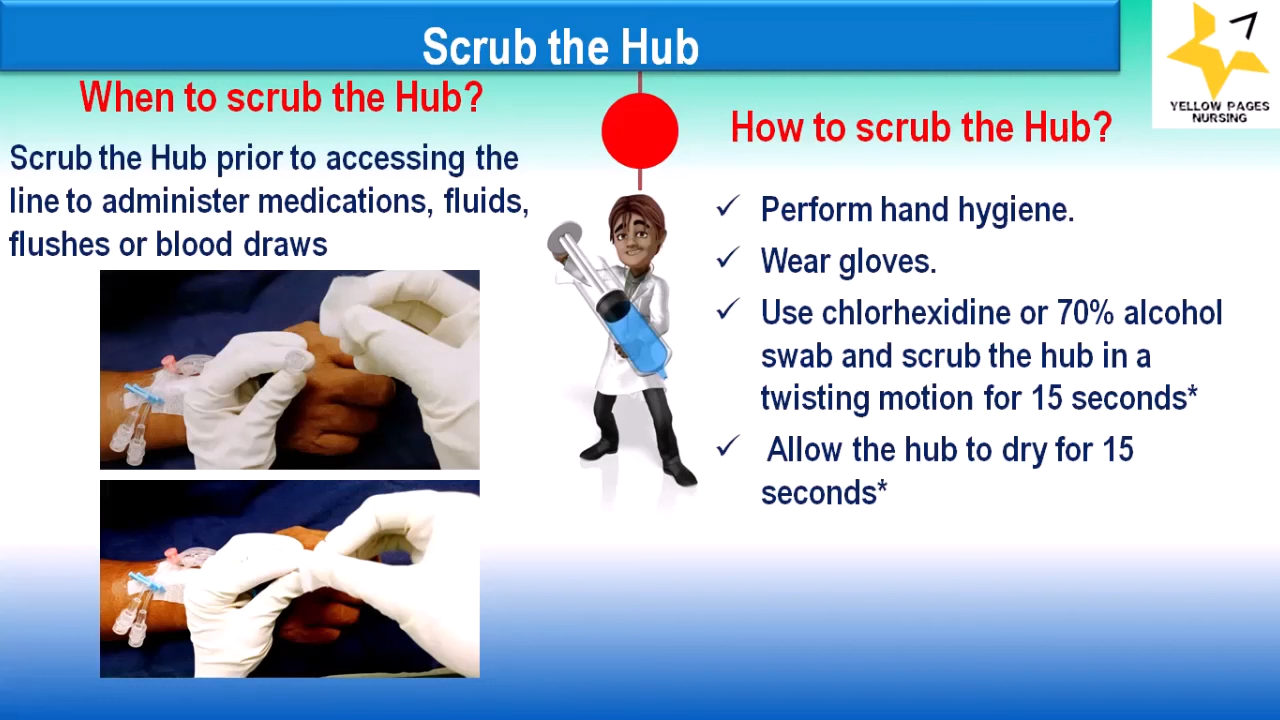 Scrub the Hub
YELLOW PAGES
NURSING
When to scrub the Hub?
Scrub the Hub prior to accessing the
line to administer medications, fluids,
flushes or blood draws
How to scrub the Hub?
✓ Perform hand hygiene.
✓ Wear gloves.
✓ Use chlorhexidine or 70% alcohol
swab and scrub the hub in a
twisting motion for 15 seconds*
✓ Allow the hub to dry for 15
seconds*